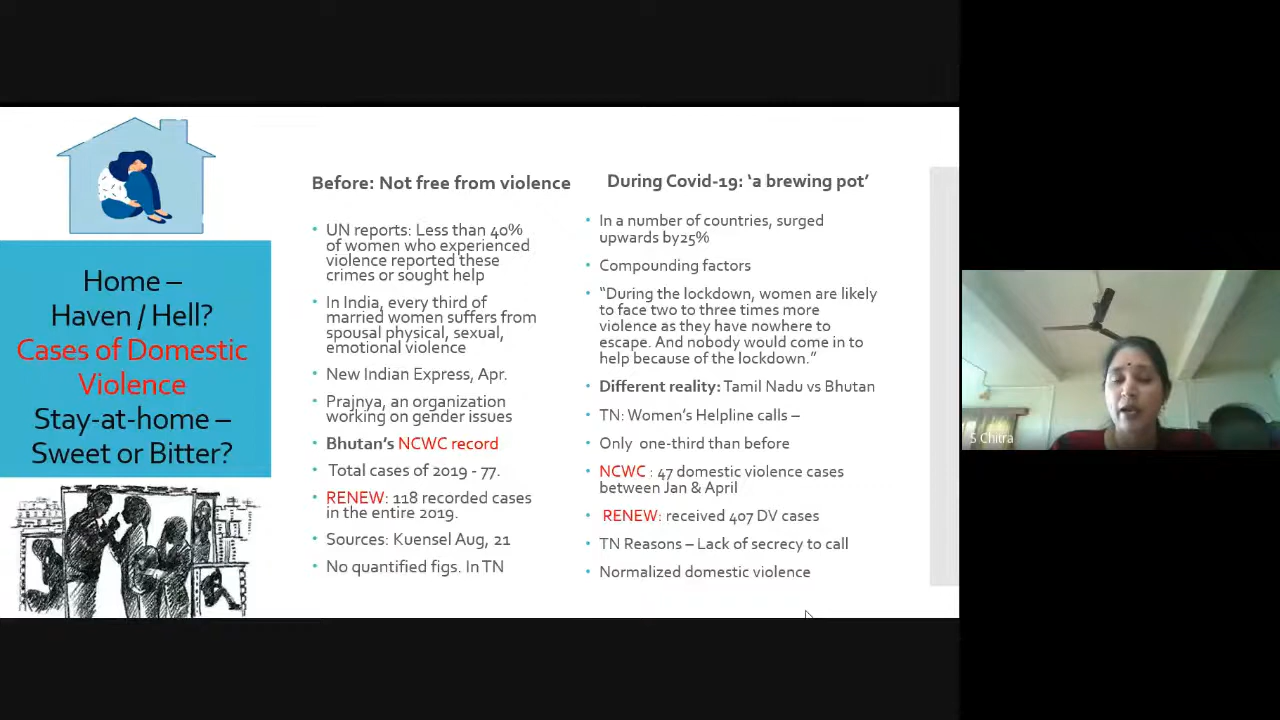 Home –
Haven / Hell?
Cases of Domestic
Violence
Stay-at-home –
Sweet or Bitter?
Before: Not free from violence
UN reports: Less than 40%
of women who experienced
violence reported these
crimes or sought help
In India, every third of
married women suffers from
spousal physical, sexual,
emotional violence
New Indian Express, Apr.
Prajnya, an organization
working on gender issues
Bhutan's NCWC record
Total cases of 2019 - 77.
RENEW: 118 recorded cases
in the entire 2019.
Sources: Kuensel Aug, 21
No quantified figs. In TN
During Covid-19: 'a brewing pot'
In a number of countries, surged
upwards by25%
Compounding factors
"During the lockdown, women are likely
to face two to three times more
violence as they have nowhere to
escape. And nobody would come in to
help because of the lockdown."
Different reality: Tamil Nadu vs Bhutan
TN: Women's Helpline calls –
Only one-third than before
NCWC : 47 domestic violence cases
between Jan & April
RENEW: received 407 DV cases
TN Reasons – Lack of secrecy to call
Normalized domestic violence
S Chitra